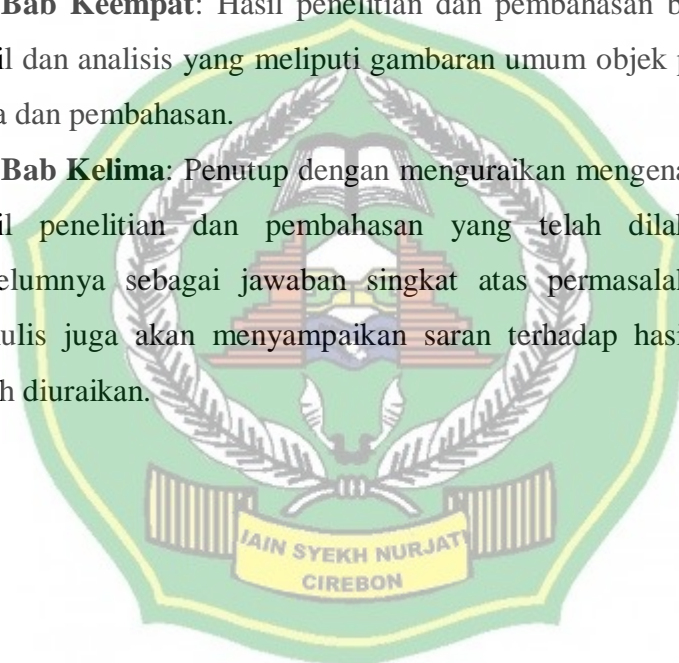 Bab Keempat: Hasil penelitian dan pembahasan b
il dan analisis yang meliputi gambaran umum objek p
a dan pembahasan.
Bab Kelima: Penutup dengan menguraikan mengena
il penelitian dan pembahasan yang telah dilal
elumnya sebagai jawaban singkat atas permasalal
ulis juga akan menyampaikan saran terhadap hasi
h diuraikan.
IAIN SYEKH NURJATI
CIREBON